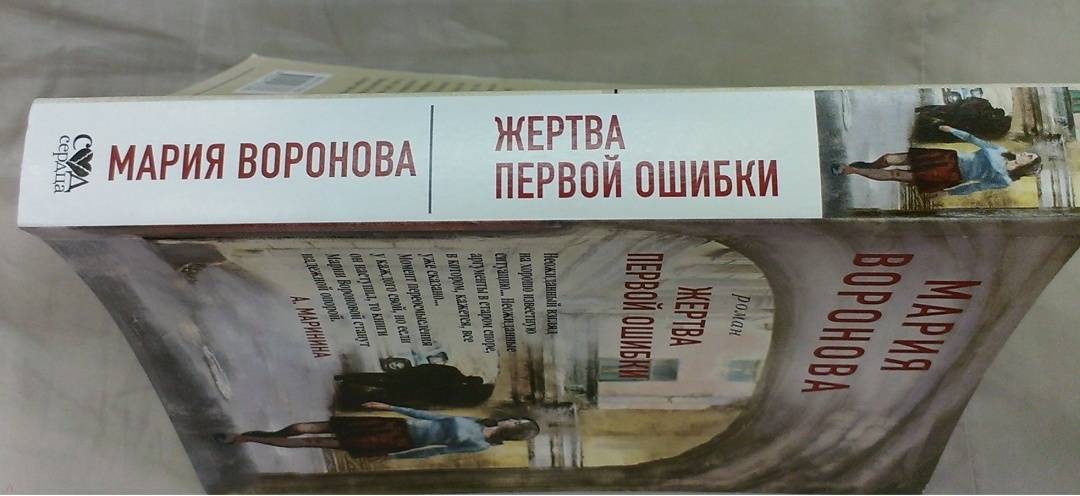 СУД
сердца
МАРИЯ ВОРОНОВА
ЖЕРТВА
ПЕРВОЙ ОШИБКИ
МАРИЯ
ВОРОНОВА
роман
ЖЕРТВА
ПЕРВОЙ ОШИБКИ
Неожиданный взгляд
на хорошо известную
ситуацию... Неожиданные
аргументы в старом споре,
в котором, кажется, все
уже сказано...
Момент переосмысления
у каждого свой, но если
он наступил, то книги
Марии Вороновой станут
надежной опорой.
А. МАРИНИНА